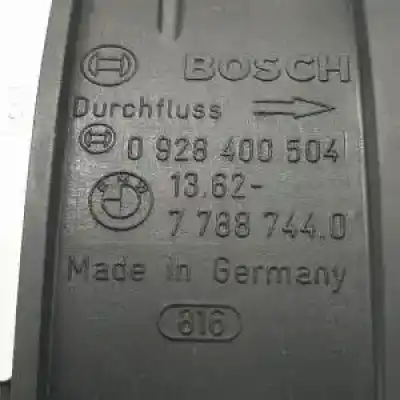 BOSCH
Durchfluss
0 928 400 504
13.62-
7 788 744.0
Made in Germany
816